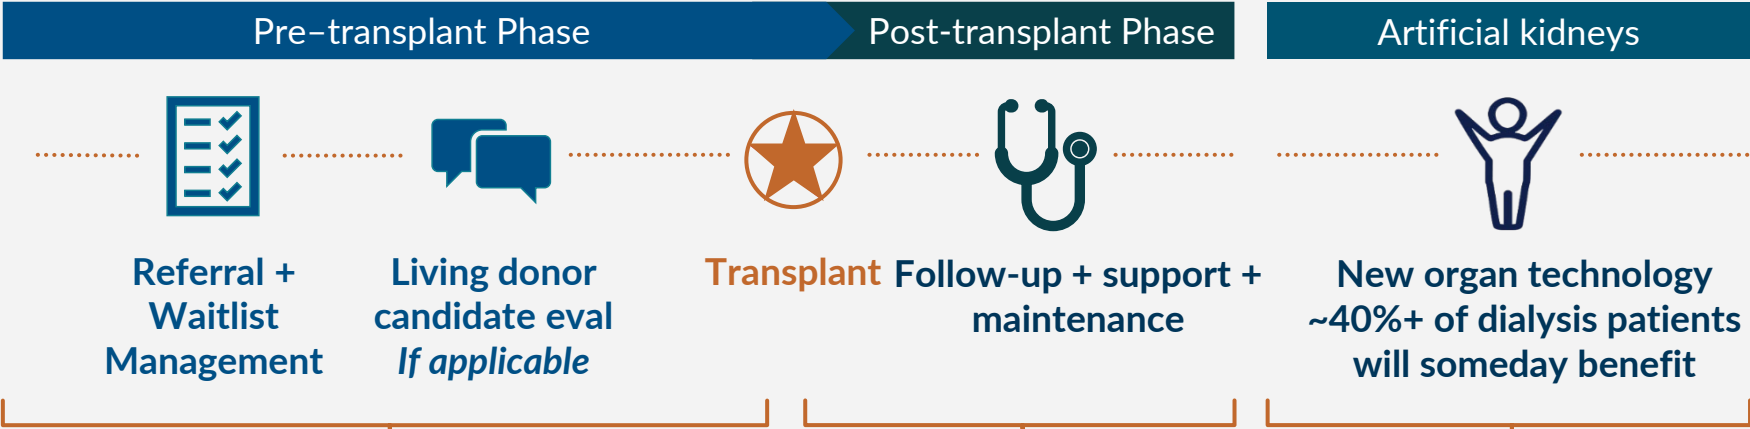 Pre–transplant Phase
Post-transplant Phase
Artificial kidneys
Referral +
Waitlist
Management
Living donor
candidate eval
If applicable
Transplant
Follow-up + support +
maintenance
New organ technology
~40%+ of dialysis patients
will someday benefit